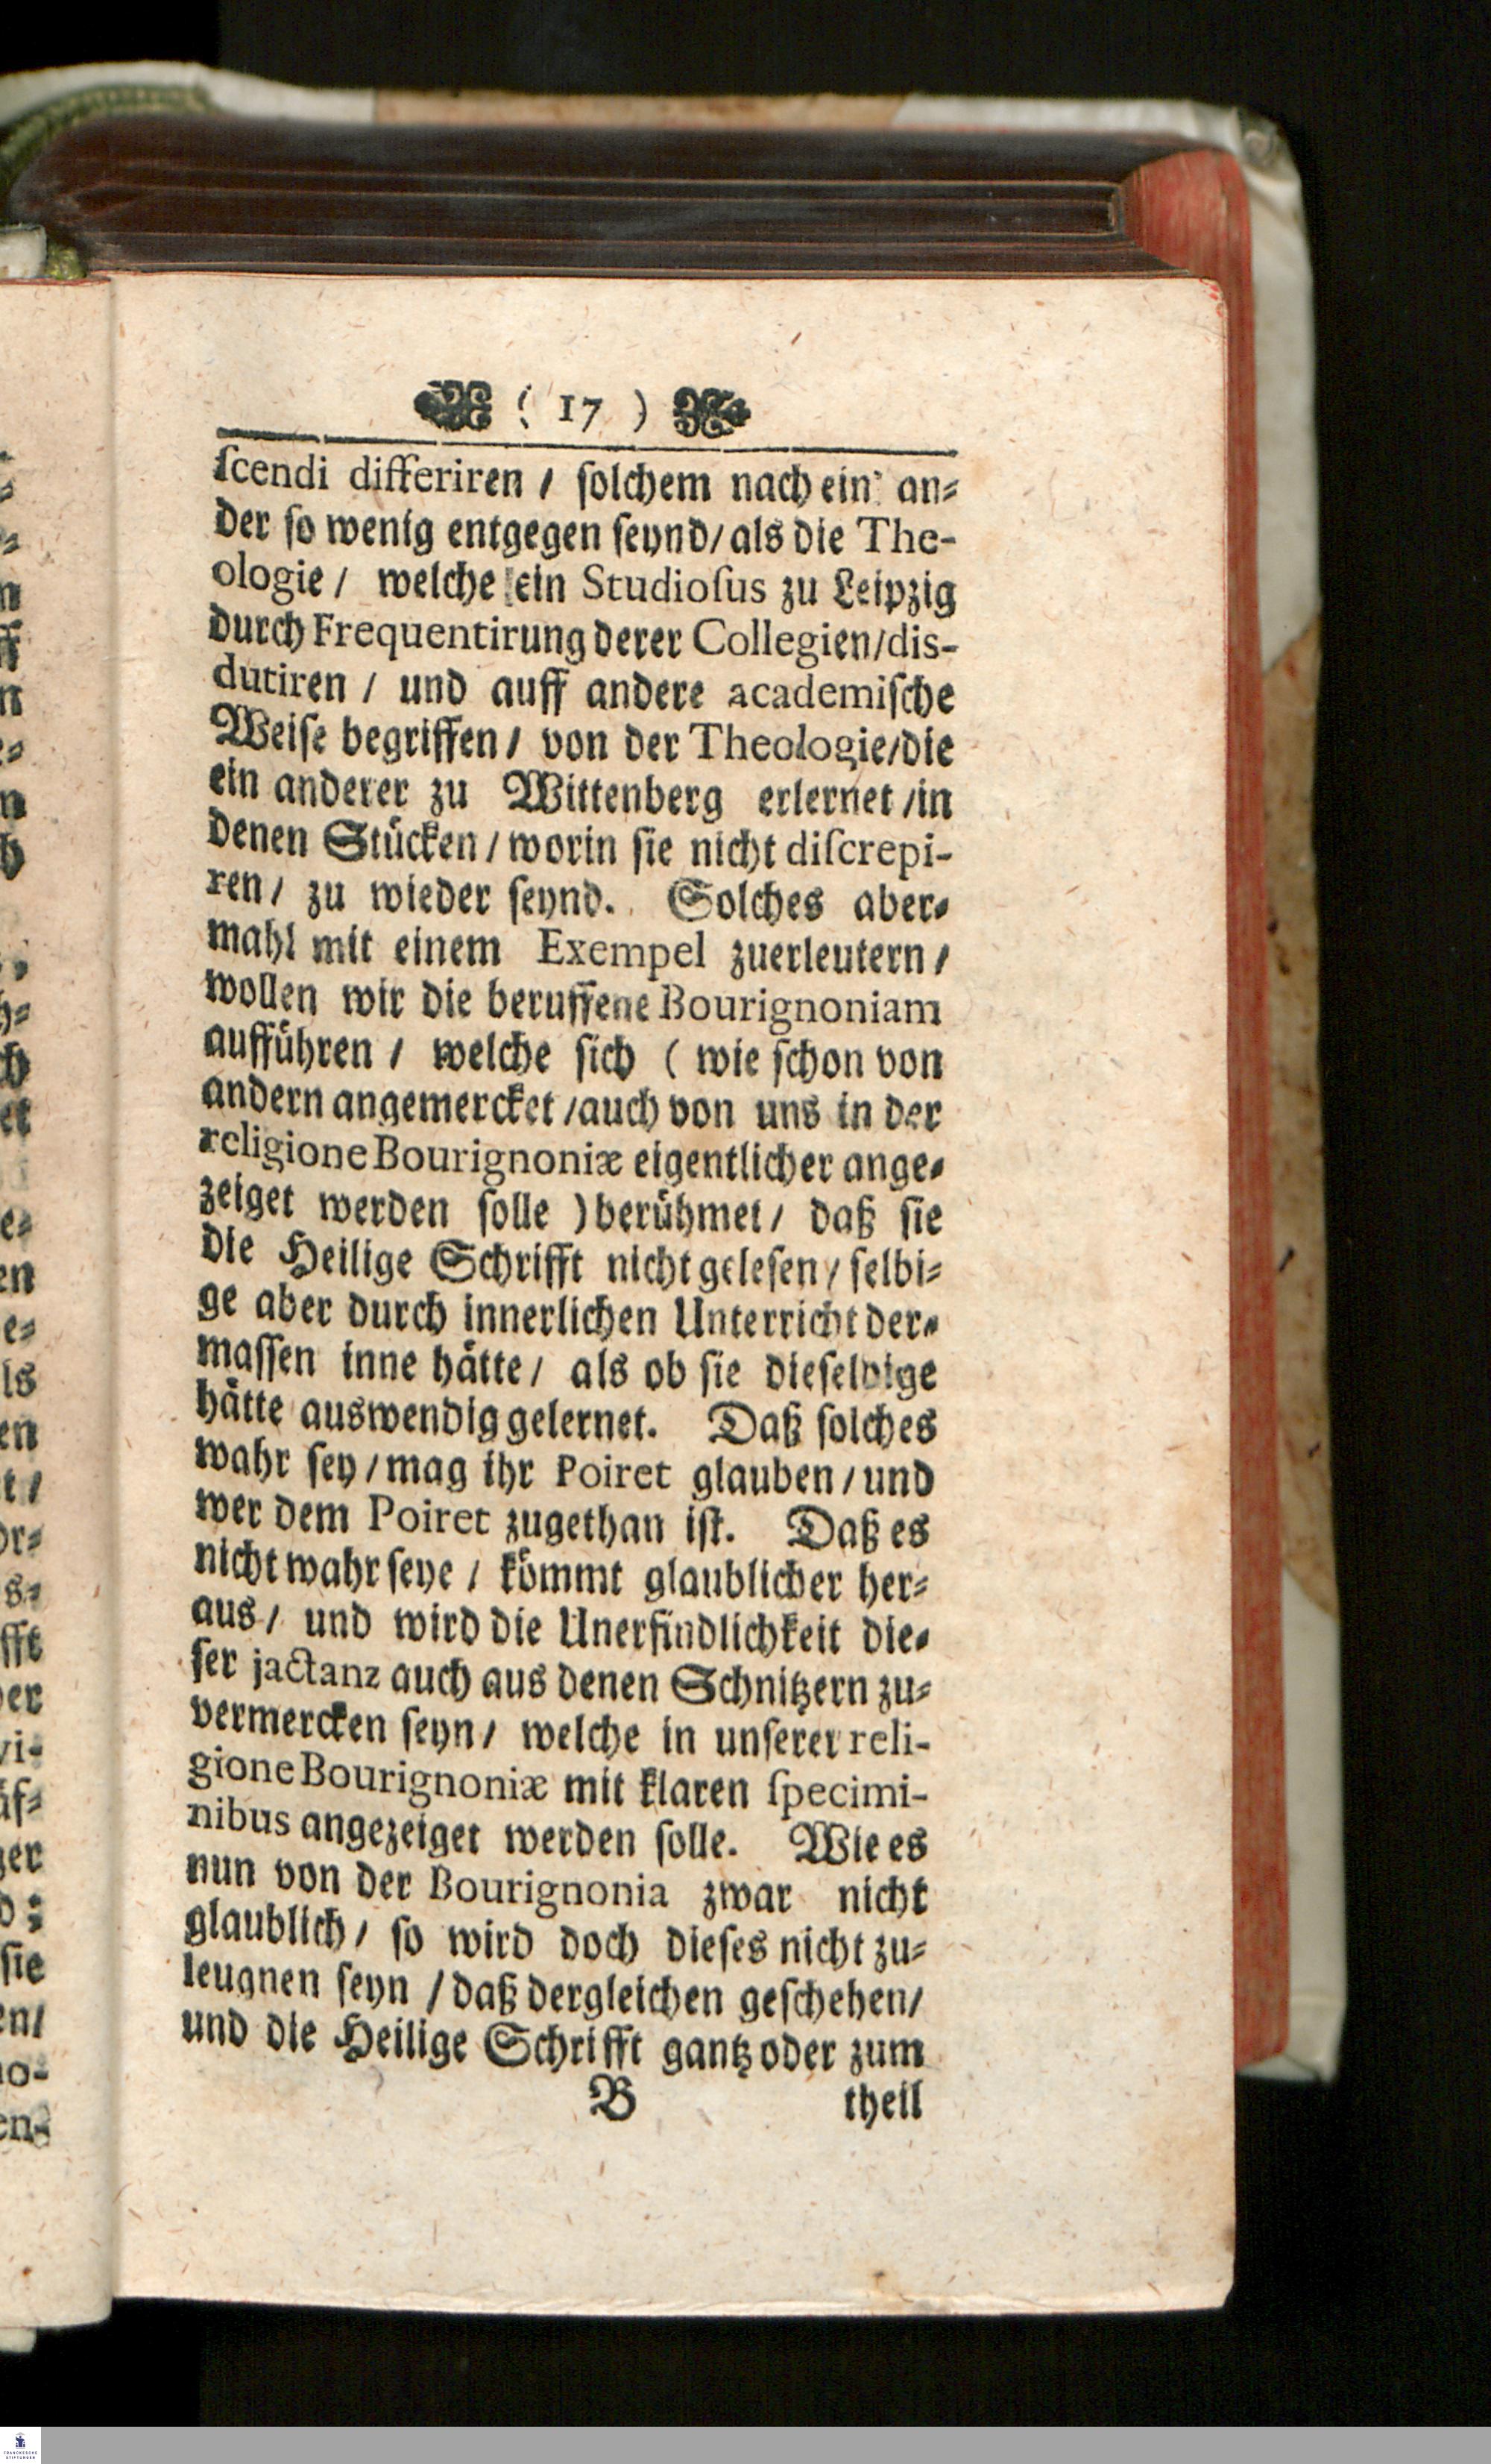 ( 17 )
ſcendi differiren / ſolchem nach ein an⸗
der ſo wenig entgegen ſeynd / als die The-
ologie / welche ein Studioſus zu Leipzig
durch Frequentirung derer Collegien / dis-
dutiren / und auff andere academiſche
Weiſe begriffen / von der Theologie / die
ein anderer zu Wittenberg erlernet / in
denen Stücken / worin ſie nicht diſcrepi-
ren / zu wieder ſeynd. Solches aber⸗
mahl mit einem Exempel zuerleutern /
wollen wir die beruffene Bourignoniam
aufführen / welche ſich ( wie ſchon von
andern angemercket / auch von uns in der
religione Bourignoniæ eigentlicher ange⸗
zeiget werden ſolle ) berühmet / daß ſie
die Heilige Schrifft nicht geleſen / ſelbi⸗
ge aber durch innerlichen Unterricht der⸗
maſſen inne hätte / als ob ſie dieſelbige
hätte auswendig gelernet. Daß ſolches
wahr ſey / mag ihr Poiret glauben / und
wer dem Poiret zugethan iſt. Daß es
nicht wahr ſeye / kömmt glaublicher her⸗
aus / und wird die Unerfindlichkeit die⸗
ſer jactanz auch aus denen Schnitzern zu⸗
vermercken ſeyn / welche in unſerer reli-
gione Bourignoniæ mit klaren ſpecimi-
nibus angezeiget werden ſolle. Wie es
nun von der Bourignonia zwar nicht
glaublich / ſo wird doch dieſes nicht zu⸗
leugnen ſeyn / daß dergleichen geſchehen /
und die Heilige Schrifft gantz oder zum
B theil